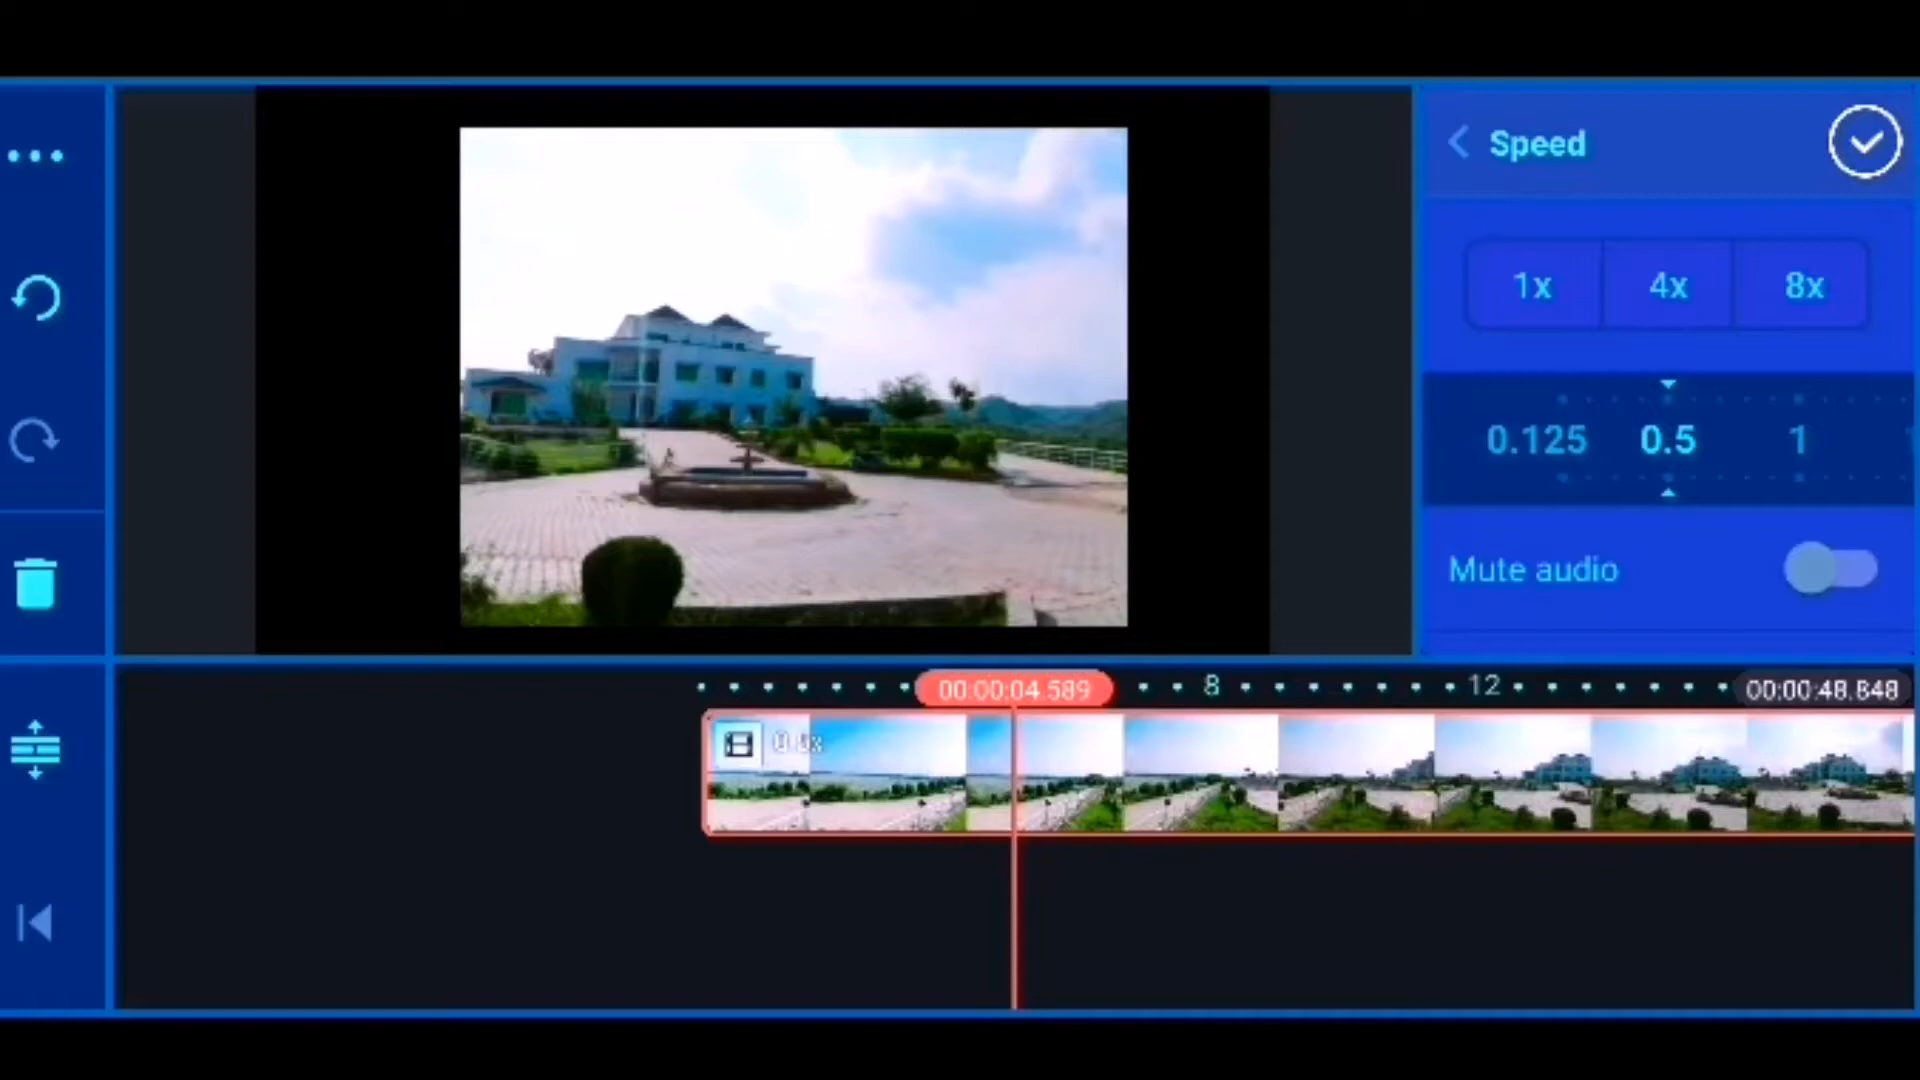 Speed
1x 4x 8x
0.125 0.5 1
Mute audio
00:00:04.589 8 12 00:00:48.848